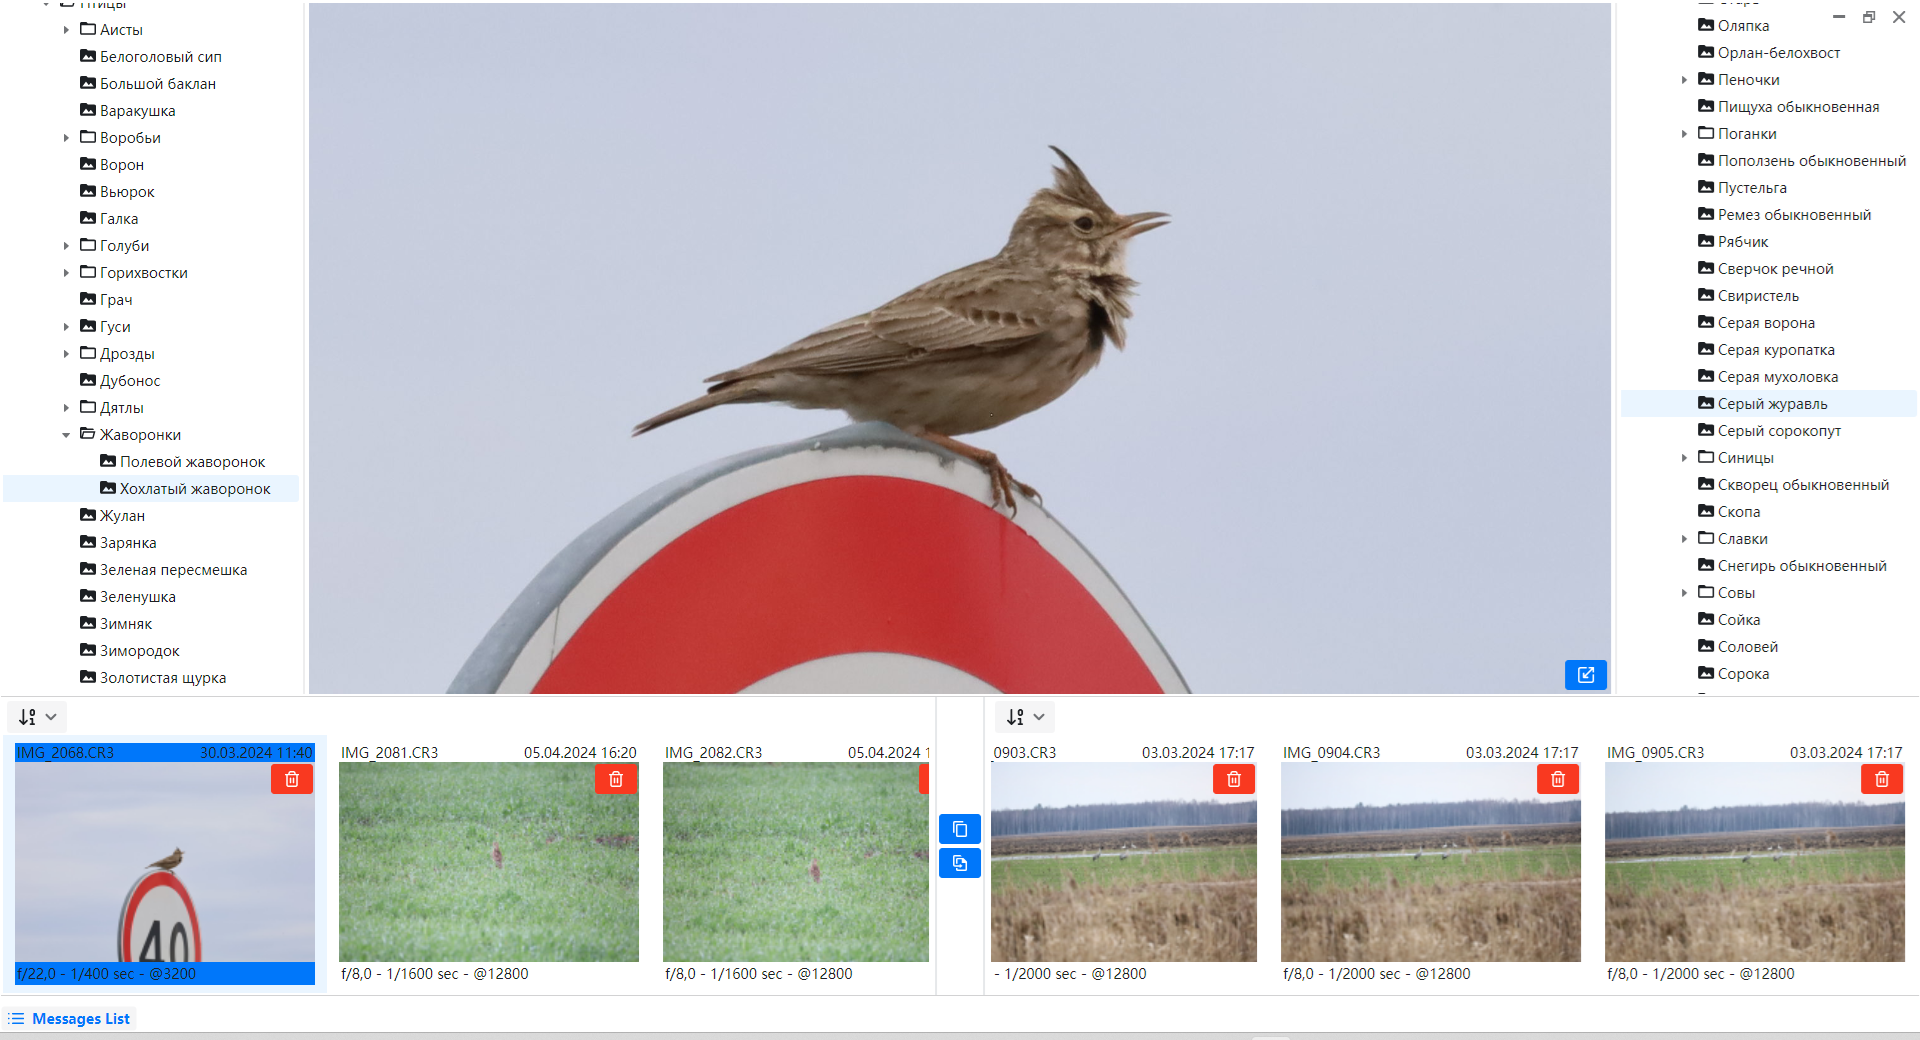 Птицы
Аисты
Белоголовый сип
Большой баклан
Варакушка
Воробьи
Ворон
Вьюрок
Галка
Голуби
Горихвостки
Грач
Гуси
Дрозды
Дубонос
Дятлы
Жаворонки
Полевой жаворонок
Хохлатый жаворонок
Жулан
Зарянка
Зеленая пересмешка
Зеленушка
Зимняк
Зимородок
Золотистая щурка
Оляпка
Орлан-белохвост
Пеночки
Пищуха обыкновенная
Поганки
Поползень обыкновенный
Пустельга
Ремез обыкновенный
Рябчик
Сверчок речной
Свиристель
Серая ворона
Серая куропатка
Серая мухоловка
Серый журавль
Серый сорокопут
Синицы
Скворец обыкновенный
Скопа
Славки
Снегирь обыкновенный
Совы
Сойка
Соловей
Сорока
IMG_2068.CR3 30.03.2024 11:40
40
f/22,0 - 1/400 sec - @3200
IMG_2081.CR3 05.04.2024 16:20
f/8,0 - 1/1600 sec - @12800
IMG_2082.CR3 05.04.2024 1
f/8,0 - 1/1600 sec - @12800
_0903.CR3 03.03.2024 17:17
- 1/2000 sec - @12800
IMG_0904.CR3 03.03.2024 17:17
f/8,0 - 1/2000 sec - @12800
IMG_0905.CR3 03.03.2024 17:17
f/8,0 - 1/2000 sec - @12800
Messages List